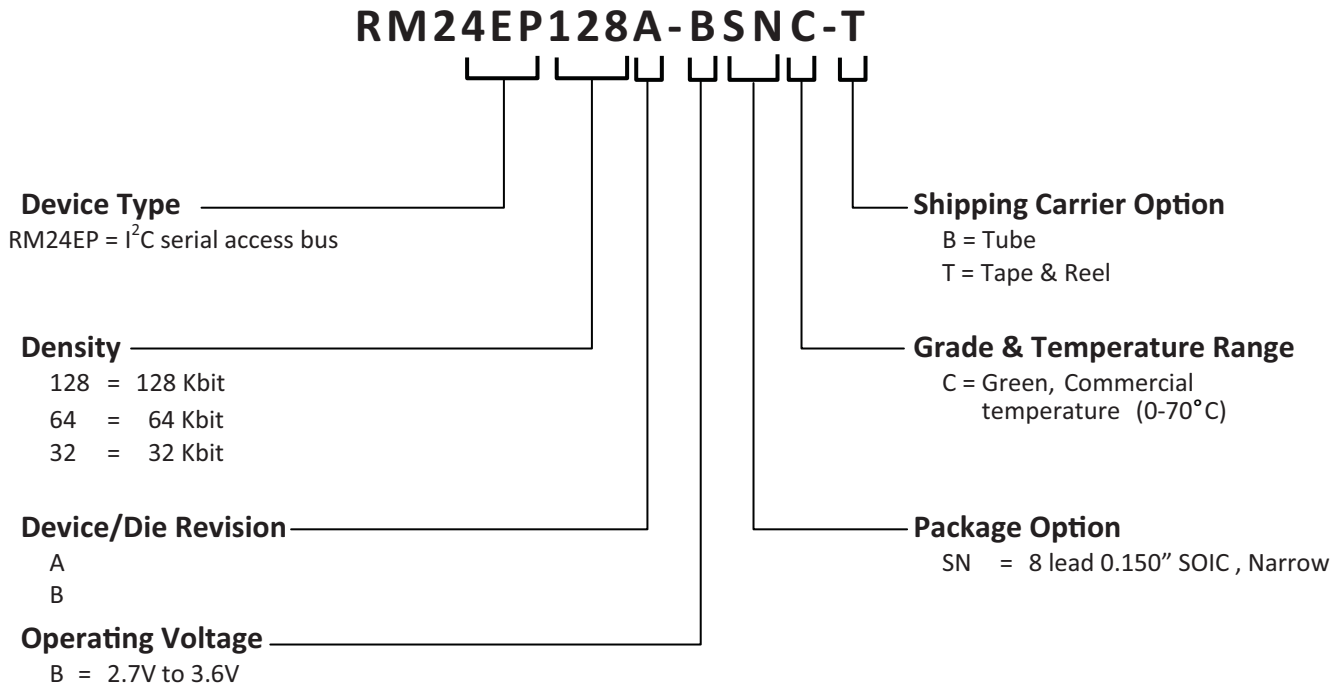 RM24EP128A-BSNC-T
Device Type
RM24EP = I²C serial access bus
Density
128 = 128 Kbit
64 = 64 Kbit
32 = 32 Kbit
Device/Die Revision
A
B
Operating Voltage
B = 2.7V to 3.6V
Shipping Carrier Option
B = Tube
T = Tape & Reel
Grade & Temperature Range
C = Green, Commercial
temperature (0-70°C)
Package Option
SN = 8 lead 0.150” SOIC , Narrow